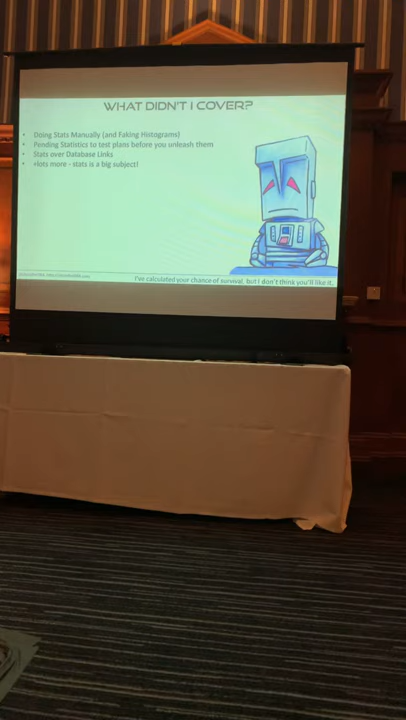 WHAT DIDN'T I COVER?
• Doing Stats Manually (and Faking Histograms)
• Pending Statistics to test plans before you unleash them
• Stats over Database Links
• +lots more - stats is a big subject!
I've calculated your chance of survival, but I don't think you'll like it.